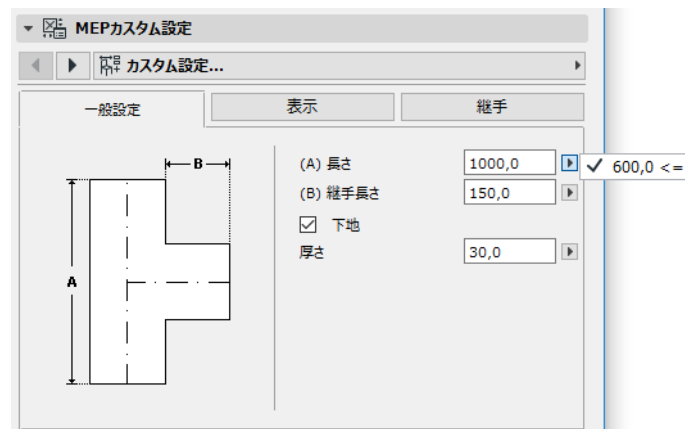 MEPカスタム設定
カスタム設定...
一般設定 表示 継手
B
A
(A) 長さ 1000,0
600,0 <=
(B) 継手長さ 150,0
下地
厚さ 30,0